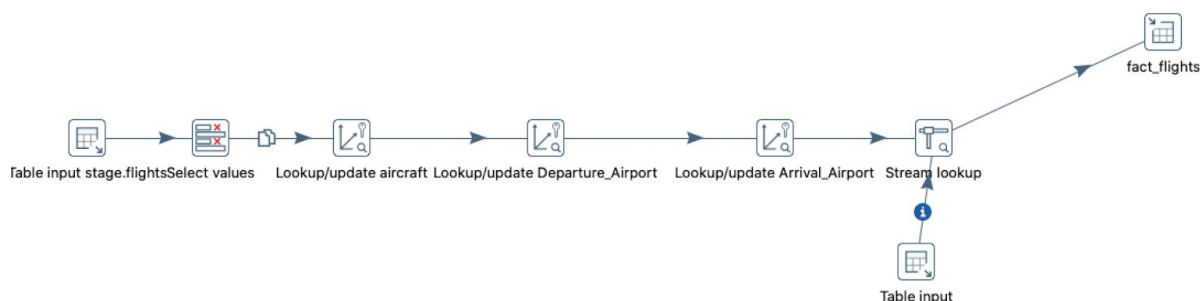 fact_flights
Table input stage.flights
Select values
Lookup/update aircraft
Lookup/update Departure_Airport
Lookup/update Arrival_Airport
Stream lookup
Table input